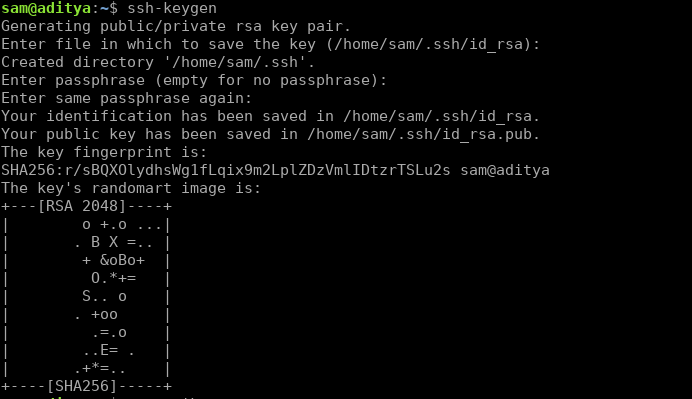 sam@aditya:~$ ssh-keygen
Generating public/private rsa key pair.
Enter file in which to save the key (/home/sam/.ssh/id_rsa):
Created directory '/home/sam/.ssh'.
Enter passphrase (empty for no passphrase):
Enter same passphrase again:
Your identification has been saved in /home/sam/.ssh/id_rsa.
Your public key has been saved in /home/sam/.ssh/id_rsa.pub.
The key fingerprint is:
SHA256:r/sBQXOlydhsWg1fLqix9m2LplZDzVmlIDtzrTSLu2s sam@aditya
The key's randomart image is:
+---[RSA 2048]----+
|        o +.o ...|
|       . B X =.. |
|        + &oBo+  |
|         O.*+=   |
|        S.. o    |
|       . +oo     |
|         .=.o    |
|        ..E= .   |
|       .+*=..    |
+----[SHA256]-----+